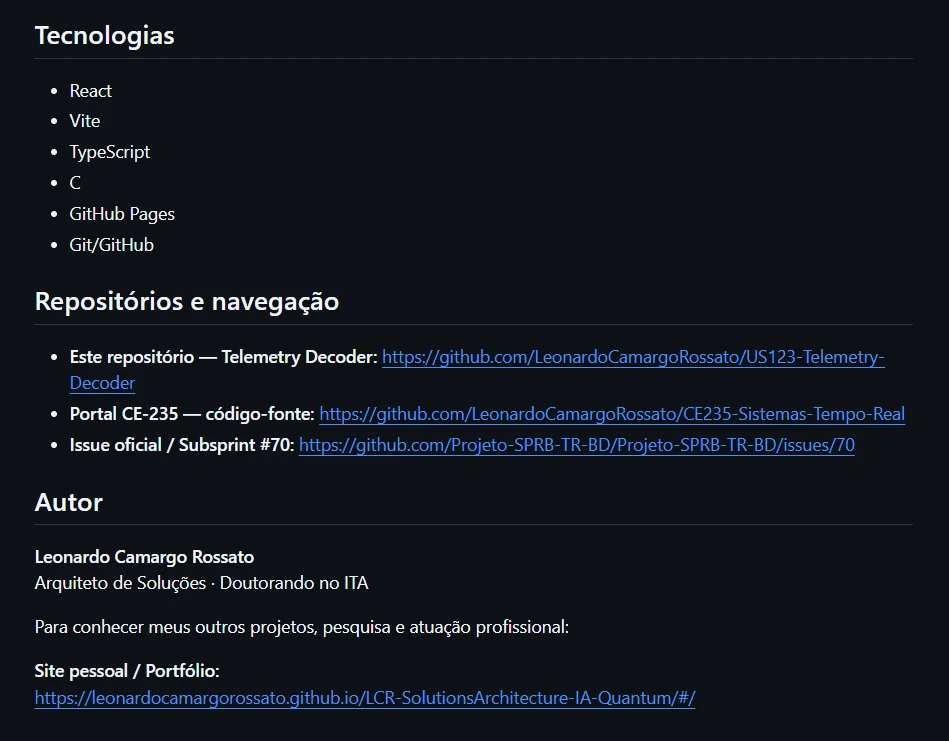 Tecnologias
React
Vite
TypeScript
C
GitHub Pages
Git/GitHub
Repositórios e navegação
Este repositório — Telemetry Decoder: https://github.com/LeonardoCamargoRossato/US123-Telemetry-
Decoder
Portal CE-235 — código-fonte: https://github.com/LeonardoCamargoRossato/CE235-Sistemas-Tempo-Real
Issue oficial / Subsprint #70: https://github.com/Projeto-SPRB-TR-BD/Projeto-SPRB-TR-BD/issues/70
Autor
Leonardo Camargo Rossato
Arquiteto de Soluções · Doutorando no ITA
Para conhecer meus outros projetos, pesquisa e atuação profissional:
Site pessoal / Portfólio:
https://leonardocamargorossato.github.io/LCR-SolutionsArchitecture-IA-Quantum/#/